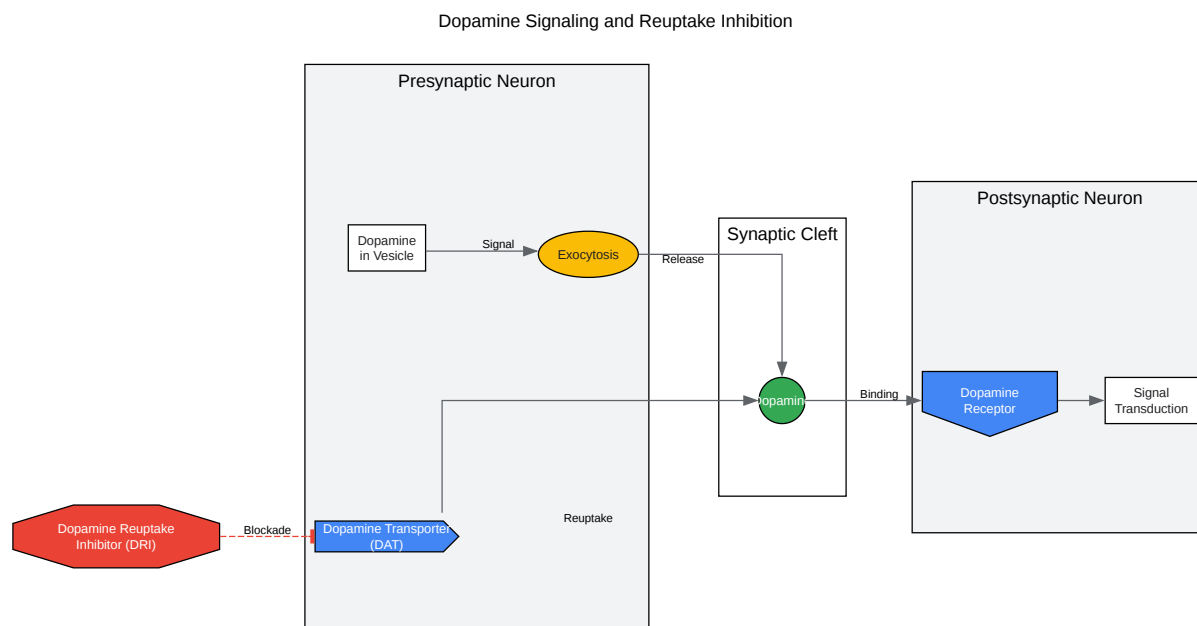 Dopamine Signaling and Reuptake Inhibition
Presynaptic Neuron
Dopamine
in Vesicle
Signal
Exocytosis
Release
Synaptic Cleft
Dopamine
Binding
Postsynaptic Neuron
Dopamine
Receptor
Signal
Transduction
Dopamine Reuptake
Inhibitor (DRI)
Blockade
Dopamine Transporter
(DAT)
Reuptake